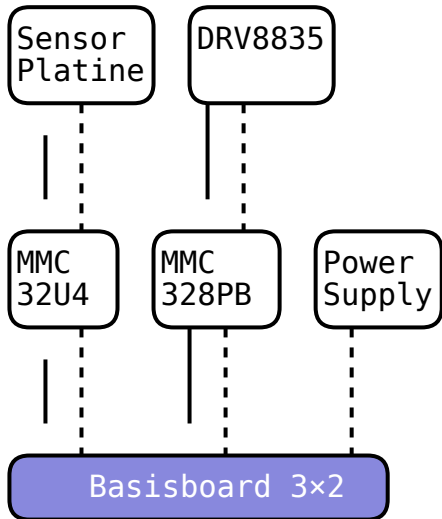 Sensor
Platine
DRV8835
MMC
32U4
MMC
328PB
Power
Supply
Basisboard 3×2